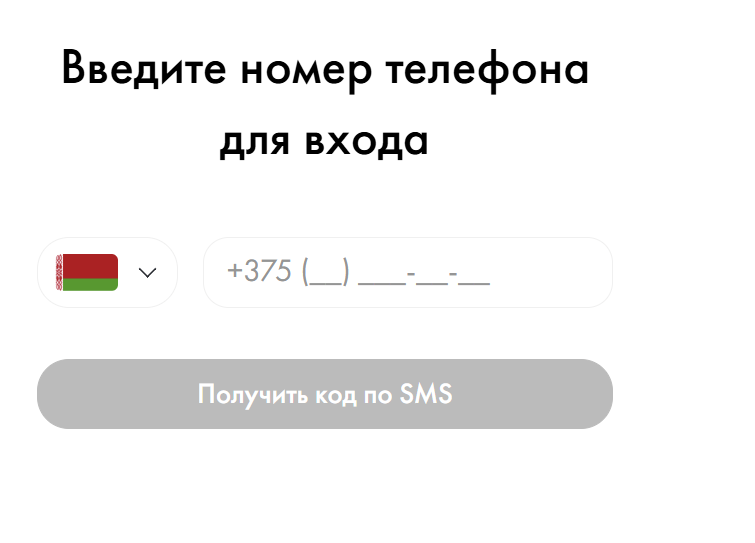 Введите номер телефона
для входа
+375 (__) ___-__-__
Получить код по SMS